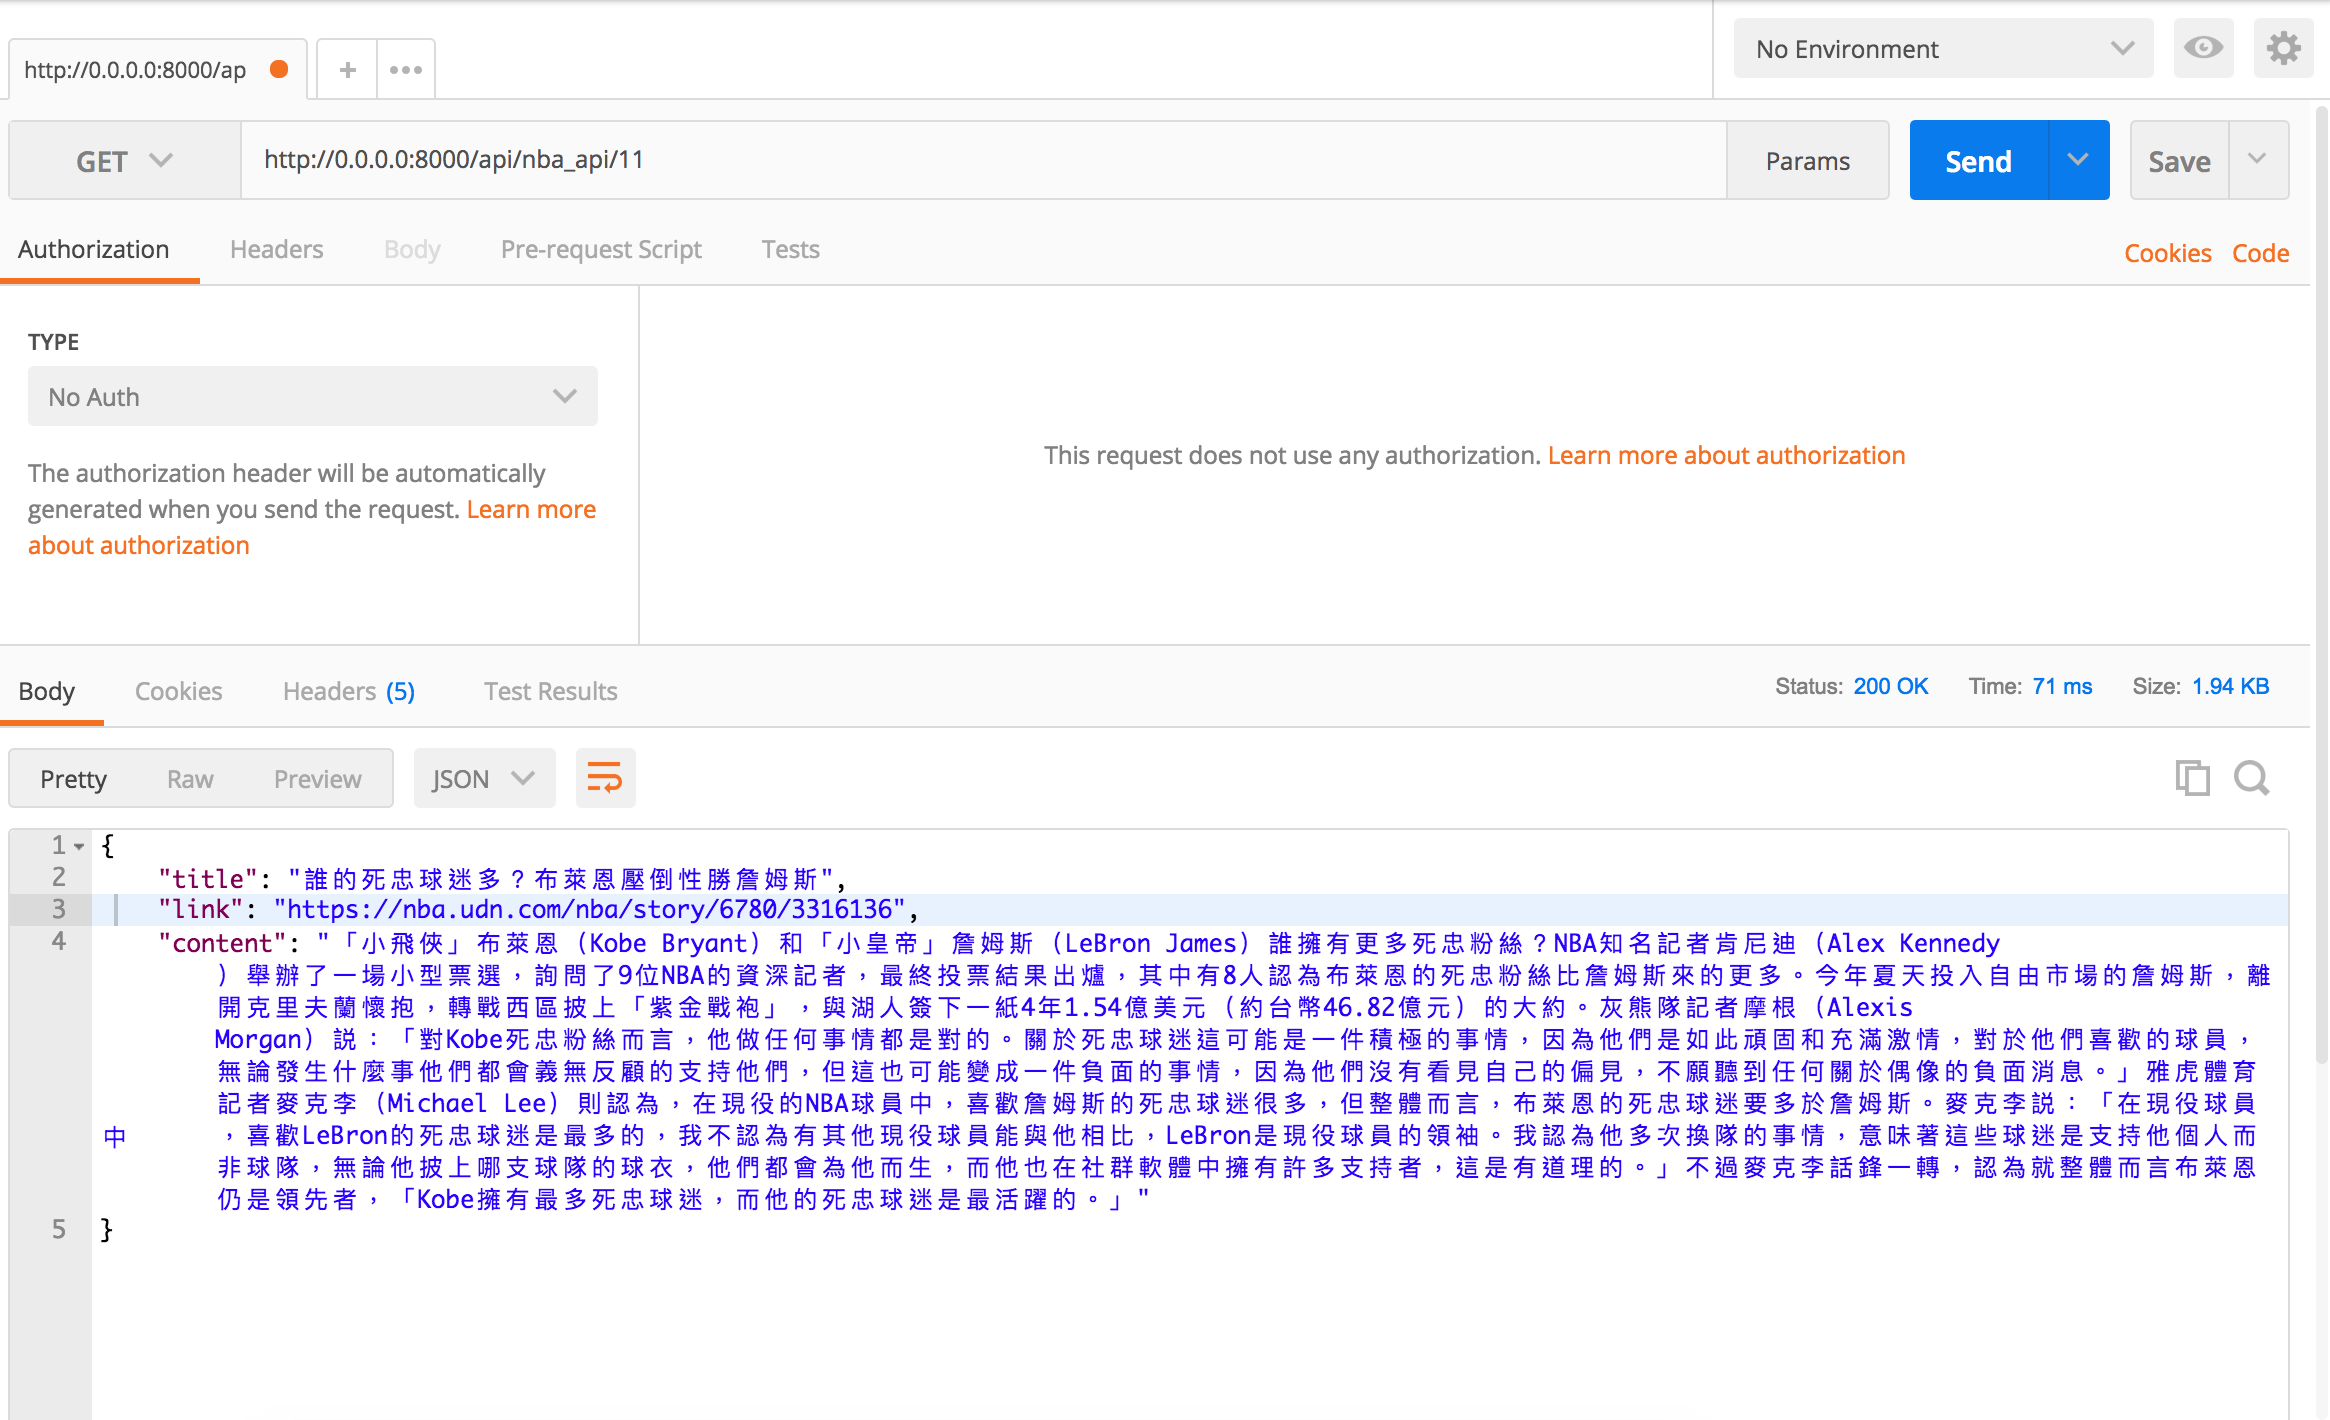 http://0.0.0.0:8000/ap
No Environment
GET
http://0.0.0.0:8000/api/nba_api/11
Params
Send
Save
Authorization
Headers
Body
Pre-request Script
Tests
Cookies
Code
TYPE
No Auth
The authorization header will be automatically
generated when you send the request. Learn more
about authorization
This request does not use any authorization. Learn more about authorization
Body
Cookies
Headers (5)
Test Results
Status: 200 OK
Time: 71 ms
Size: 1.94 KB
Pretty
Raw
Preview
JSON
1 {
2 "title": "誰的死忠球迷多？布萊恩壓倒性勝詹姆斯",
3 "link": "https://nba.udn.com/nba/story/6780/3316136",
4 "content": "「小飛俠」布萊恩（Kobe Bryant）和「小皇帝」詹姆斯（LeBron James）誰擁有更多死忠粉絲？NBA知名記者肯尼迪（Alex Kennedy
）舉辦了一場小型票選，詢問了9位NBA的資深記者，最終投票結果出爐，其中有8人認為布萊恩的死忠粉絲比詹姆斯來的更多。今年夏天投入自由市場的詹姆斯，離
開克里夫蘭懷抱，轉戰西區披上「紫金戰袍」，與湖人簽下一紙4年1.54億美元（約台幣46.82億元）的大約。灰熊隊記者摩根（Alexis
Morgan）說：「對Kobe死忠粉絲而言，他做任何事情都是對的。關於死忠球迷這可能是一件積極的事情，因為他們是如此頑固和充滿激情，對於他們喜歡的球員，
無論發生什麼事他們都會義無反顧的支持他們，但這也可能變成一件負面的事情，因為他們沒有看見自己的偏見，不願聽到任何關於偶像的負面消息。」雅虎體育
記者麥克李（Michael Lee）則認為，在現役的NBA球員中，喜歡詹姆斯的死忠球迷很多，但整體而言，布萊恩的死忠球迷要多於詹姆斯。麥克李說：「在現役球員
中，喜歡LeBron的死忠球迷是最多的，我不認為有其他現役球員能與他相比，LeBron是現役球員的領袖。我認為他多次換隊的事情，意味著這些球迷是支持他個人而
非球隊，無論他披上哪支球隊的球衣，他們都會為他而生，而他也在社群軟體中擁有許多支持者，這是有道理的。」不過麥克李話鋒一轉，認為就整體而言布萊恩
仍是領先者，「Kobe擁有最多死忠球迷，而他的死忠球迷是最活躍的。」"
5 }